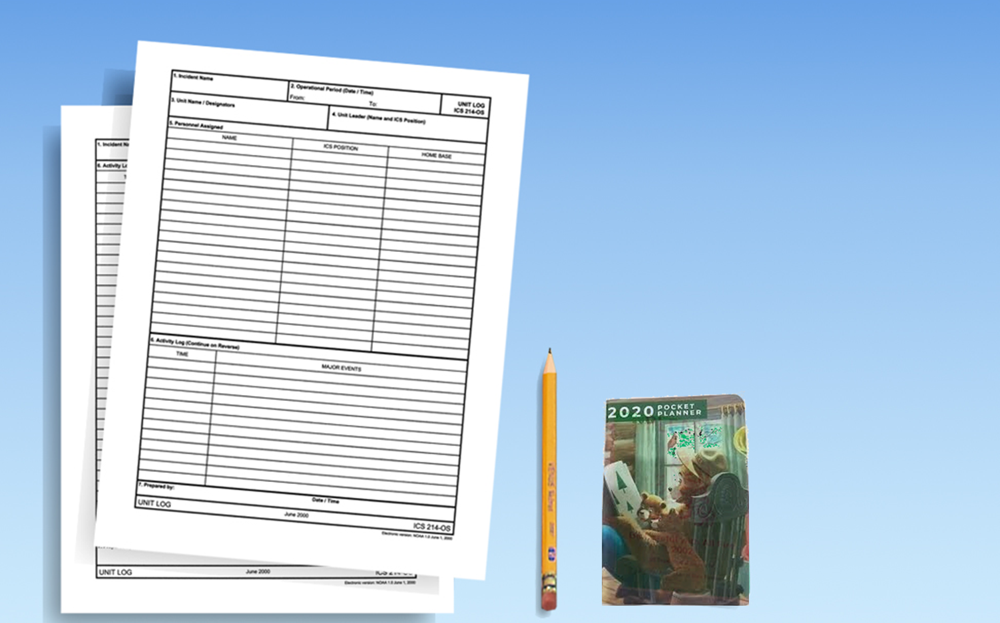 1. Incident Name
2. Operational Period (Date / Time)
From:
To:
UNIT LOG
ICS 214-OS
3. Unit Name / Designators
4. Unit Leader (Name and ICS Position)
5. Personnel Assigned
NAME
ICS POSITION
HOME BASE
6. Activity Log (Continue on Reverse)
TIME
MAJOR EVENTS
7. Prepared by:
Date / Time
UNIT LOG
June 2000
ICS 214-OS
Electronic version: NOAA 1.0 June 1, 2000
1. Incident
6. Activity
UNIT LOG
June 2000
Electronic version: NOAA 1.0 June 1, 2000
2020 POCKET
PLANNER